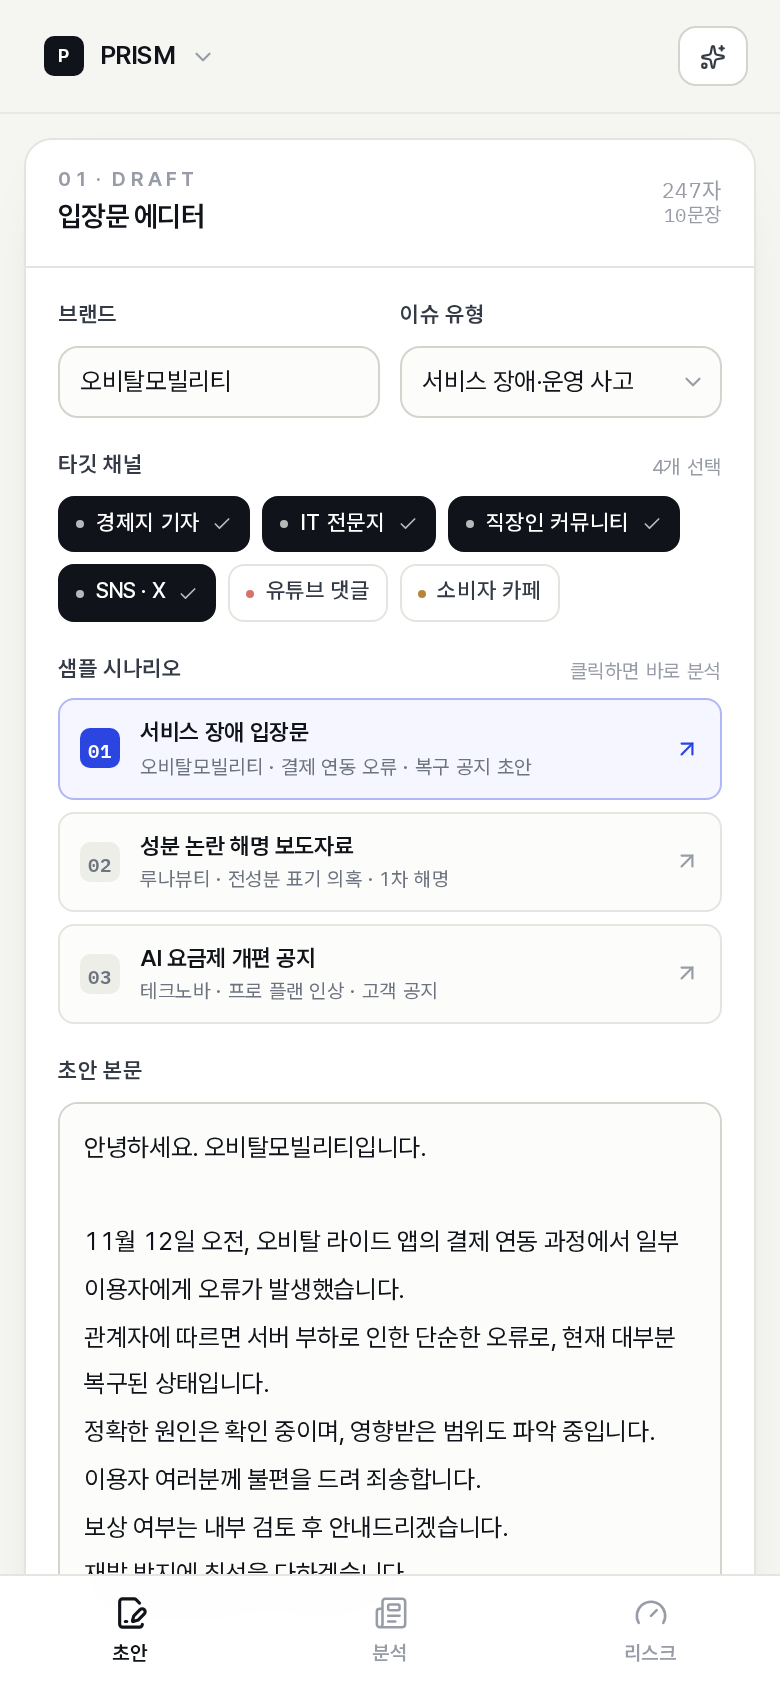 P PRISM
01 · DRAFT
입장문 에디터
247자
10문장
브랜드
이슈 유형
오비탈모빌리티
서비스 장애·운영 사고
타깃 채널
4개 선택
경제지 기자
IT 전문지
직장인 커뮤니티
SNS · X
유튜브 댓글
소비자 카페
샘플 시나리오
클릭하면 바로 분석
01
서비스 장애 입장문
오비탈모빌리티 · 결제 연동 오류 · 복구 공지 초안
02
성분 논란 해명 보도자료
루나뷰티 · 전성분 표기 의혹 · 1차 해명
03
AI 요금제 개편 공지
테크노바 · 프로 플랜 인상 · 고객 공지
초안 본문
안녕하세요. 오비탈모빌리티입니다.
11월 12일 오전, 오비탈 라이드 앱의 결제 연동 과정에서 일부
이용자에게 오류가 발생했습니다.
관계자에 따르면 서버 부하로 인한 단순한 오류로, 현재 대부분
복구된 상태입니다.
정확한 원인은 확인 중이며, 영향받은 범위도 파악 중입니다.
이용자 여러분께 불편을 드려 죄송합니다.
보상 여부는 내부 검토 후 안내드리겠습니다.
재발 방지에 최선을 다하겠습니다
초안
분석
리스크